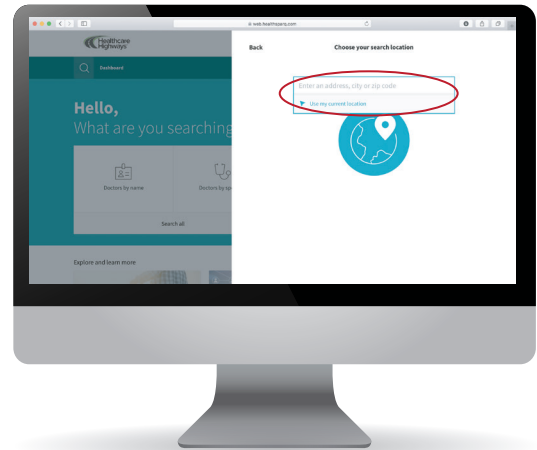 web.healthsparq.com
Healthcare
Highways
Dashboard
Hello,
What are you searching
Doctors by name
Doctors by sp
Search all
Explore and learn more
Back
Choose your search location
Enter an address, city or zip code
Use my current location